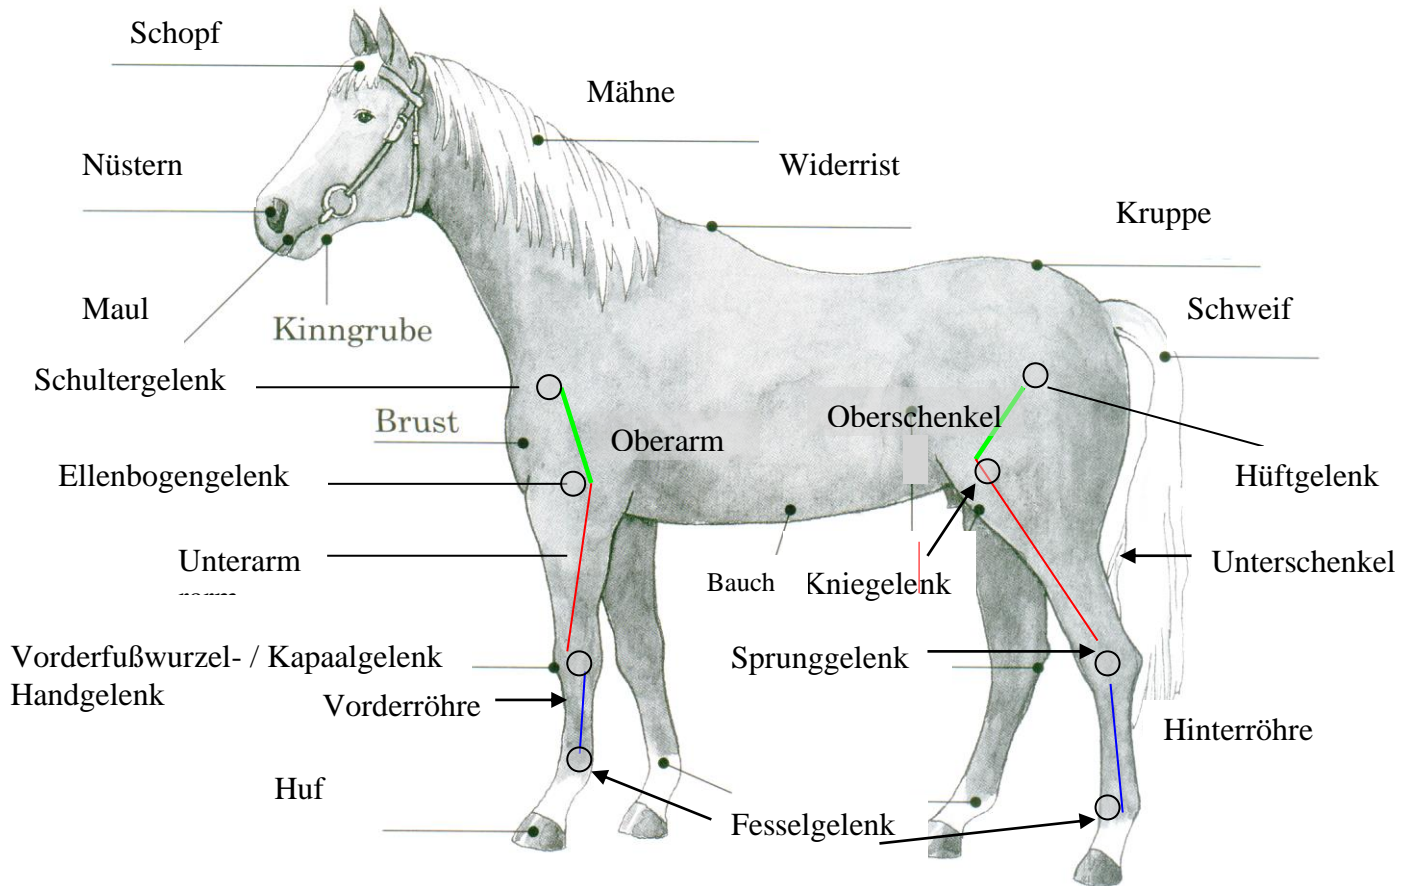 Schopf
Mähne
Nüstern
Widerrist
Kruppe
Maul
Kinngrube
Schweif
Schultergelenk
Brust
Oberarm
Oberschenkel
Ellenbogengelenk
Hüftgelenk
Unterarm
Bauch
Kniegelenk
Unterschenkel
Vorderfußwurzel- / Kapaalgelenk
Handgelenk
Sprunggelenk
Vorderröhre
Hinterröhre
Huf
Fesselgelenk